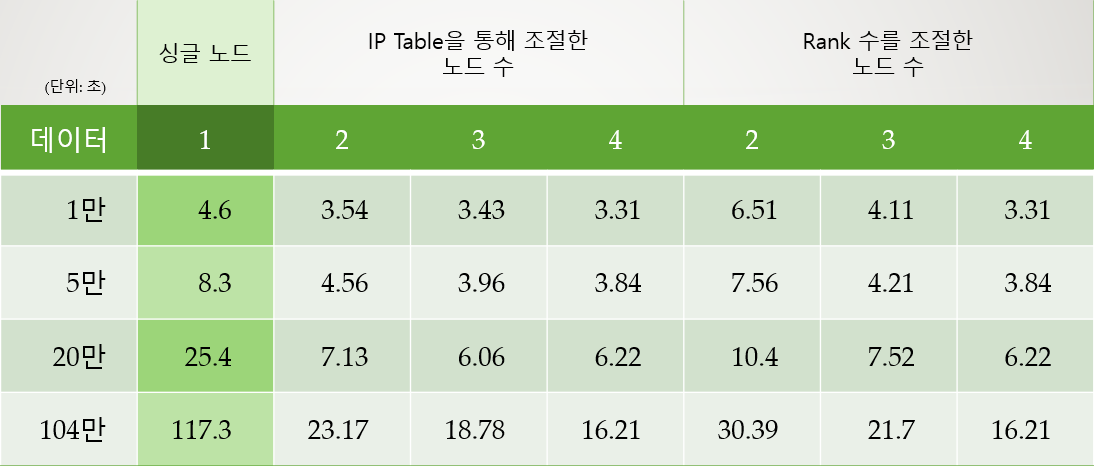 (단위: 초) 싱글 노드 IP Table을 통해 조절한 Rank 수를 조절한
노드 수 노드 수
데이터 1 2 3 4 2 3 4
1만 4.6 3.54 3.43 3.31 6.51 4.11 3.31
5만 8.3 4.56 3.96 3.84 7.56 4.21 3.84
20만 25.4 7.13 6.06 6.22 10.4 7.52 6.22
104만 117.3 23.17 18.78 16.21 30.39 21.7 16.21